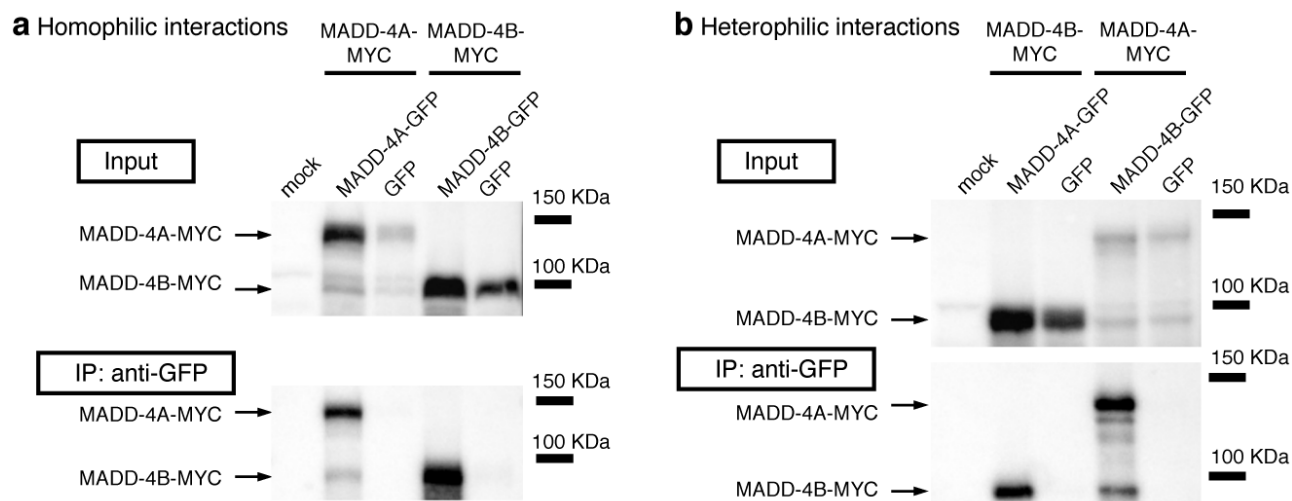 a Homophilic interactions
MADD-4A-
MYC
MADD-4B-
MYC
Input
mock
MADD-4A-GFP
GFP
MADD-4B-GFP
GFP
150 KDa
MADD-4A-MYC
100 KDa
MADD-4B-MYC
IP: anti-GFP
150 KDa
MADD-4A-MYC
100 KDa
MADD-4B-MYC
b Heterophilic interactions
MADD-4B-
MYC
MADD-4A-
MYC
Input
mock
MADD-4A-GFP
GFP
MADD-4B-GFP
GFP
150 KDa
MADD-4A-MYC
100 KDa
MADD-4B-MYC
IP: anti-GFP
150 KDa
MADD-4A-MYC
100 KDa
MADD-4B-MYC